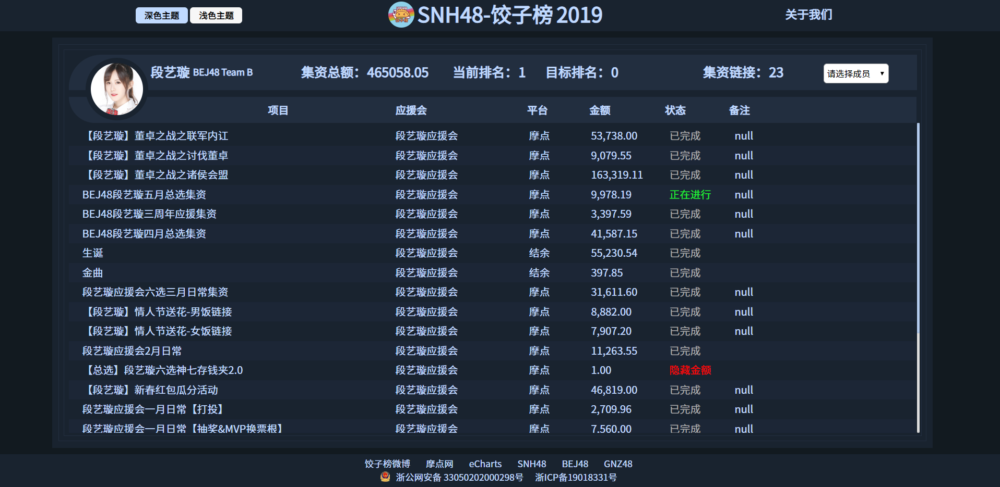 深色主题 浅色主题 SNH48-饺子榜 2019 关于我们
段艺璇 BEJ48 Team B 集资总额：465058.05 当前排名：1 目标排名：0 集资链接：23 请选择成员
项目 应援会 平台 金额 状态 备注
【段艺璇】董卓之战之联军内讧 段艺璇应援会 摩点 53,738.00 已完成 null
【段艺璇】董卓之战之讨伐董卓 段艺璇应援会 摩点 9,079.55 已完成 null
【段艺璇】董卓之战之诸侯会盟 段艺璇应援会 摩点 163,319.11 已完成 null
BEJ48段艺璇五月总选集资 段艺璇应援会 摩点 9,978.19 正在进行 null
BEJ48段艺璇三周年应援集资 段艺璇应援会 摩点 3,397.59 已完成 null
BEJ48段艺璇四月总选集资 段艺璇应援会 摩点 41,587.15 已完成 null
生诞 段艺璇应援会 结余 55,230.54 已完成
金曲 段艺璇应援会 结余 397.85 已完成
段艺璇应援会六选三月日常集资 段艺璇应援会 摩点 31,611.60 已完成 null
【段艺璇】情人节送花-男饭链接 段艺璇应援会 摩点 8,882.00 已完成 null
【段艺璇】情人节送花-女饭链接 段艺璇应援会 摩点 7,907.20 已完成 null
段艺璇应援会2月日常 段艺璇应援会 摩点 11,263.55 已完成
【总选】段艺璇六选神七存钱夹2.0 段艺璇应援会 摩点 1.00 隐藏金额
【段艺璇】新春红包瓜分活动 段艺璇应援会 摩点 46,819.00 已完成 null
段艺璇应援会一月日常【打投】 段艺璇应援会 摩点 2,709.96 已完成 null
段艺璇应援会一月日常【抽奖&MVP换票根】 段艺璇应援会 摩点 7,560.00 已完成 null
饺子榜微博 摩点网 eCharts SNH48 BEJ48 GNZ48
浙公网安备 33050202000298号 浙ICP备19018331号